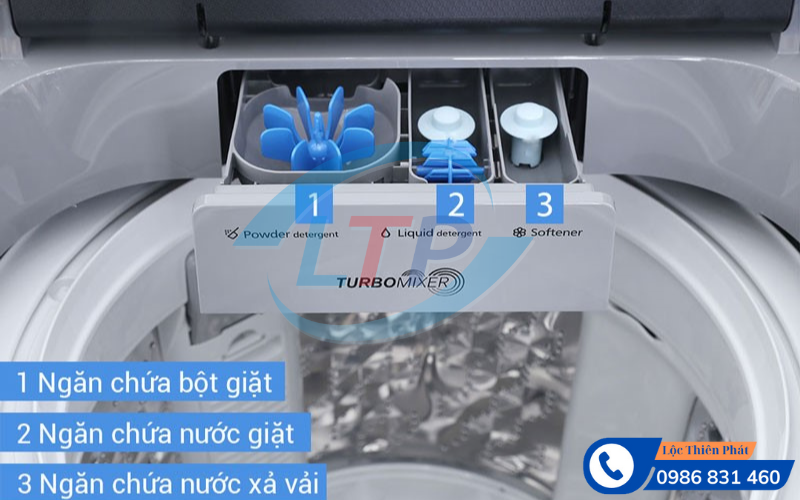 1 2 3
Powder detergent Liquid detergent Softener
LTP
TURBOMIXER
1 Ngăn chứa bột giặt
2 Ngăn chứa nước giặt
3 Ngăn chứa nước xả vải
Lộc Thiên Phát
0986 831 460